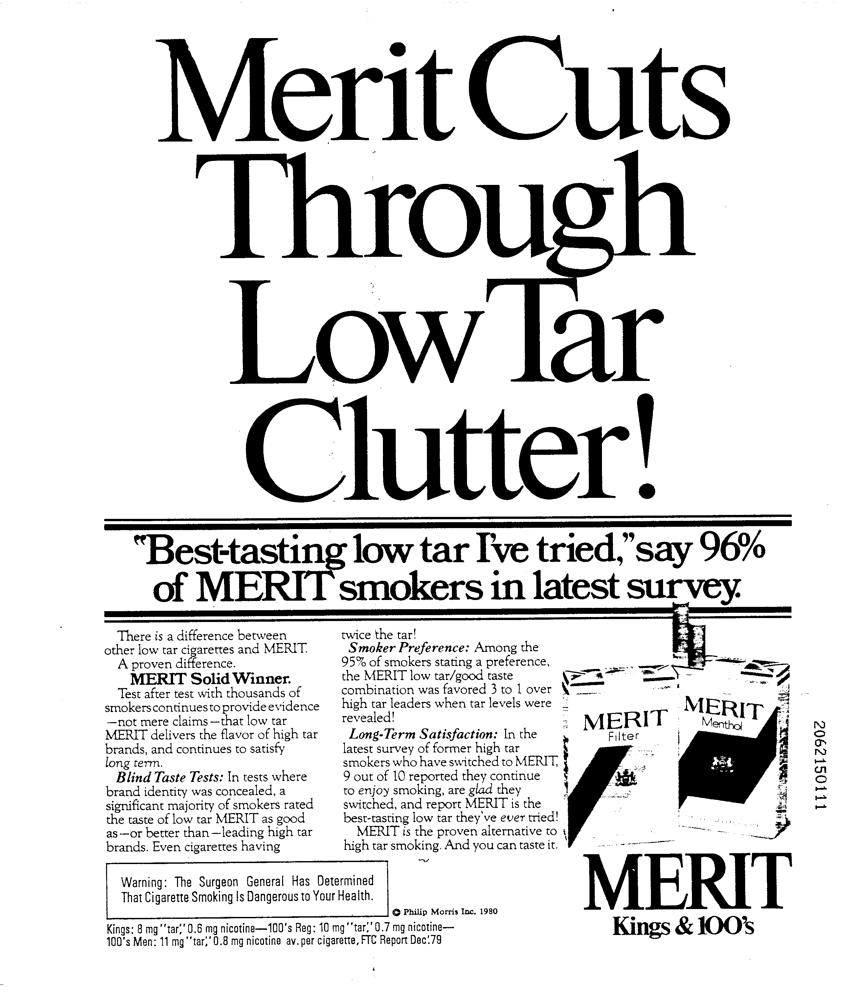 Merit Cuts
Through
Low Tar
Clutter!
"Best-tasting low tar I've tried," say 96%
of MERIT smokers in latest survey.
There is a difference between
other low tar cigarettes and MERIT.
A proven difference.
MERIT Solid Winner.
Test after test with thousands of
smokers continues to provide evidence
—not mere claims—that low tar
MERIT delivers the flavor of high tar
brands, and continues to satisfy
long term.
Blind Taste Tests: In tests where
brand identity was concealed, a
significant majority of smokers rated
the taste of low tar MERIT as good
as—or better than—leading high tar
brands. Even cigarettes having
twice the tar!
Smoker Preference: Among the
95% of smokers stating a preference,
the MERIT low tar/good taste
combination was favored 3 to 1 over
high tar leaders when tar levels were
revealed!
Long-Term Satisfaction: In the
latest survey of former high tar
smokers who have switched to MERIT,
9 out of 10 reported they continue
to enjoy smoking, are glad they
switched, and report MERIT is the
best-tasting low tar they've ever tried!
MERIT is the proven alternative to
high tar smoking. And you can taste it.
MERIT
Filter
MERIT
Menthol
MERIT
Kings & 100's
Warning: The Surgeon General Has Determined
That Cigarette Smoking Is Dangerous to Your Health.
© Philip Morris Inc. 1980
Kings: 8 mg "tar," 0.6 mg nicotine—100's Reg: 10 mg "tar," 0.7 mg nicotine—
100's Men: 11 mg "tar," 0.8 mg nicotine av. per cigarette, FTC Report Dec.'79
2062150111